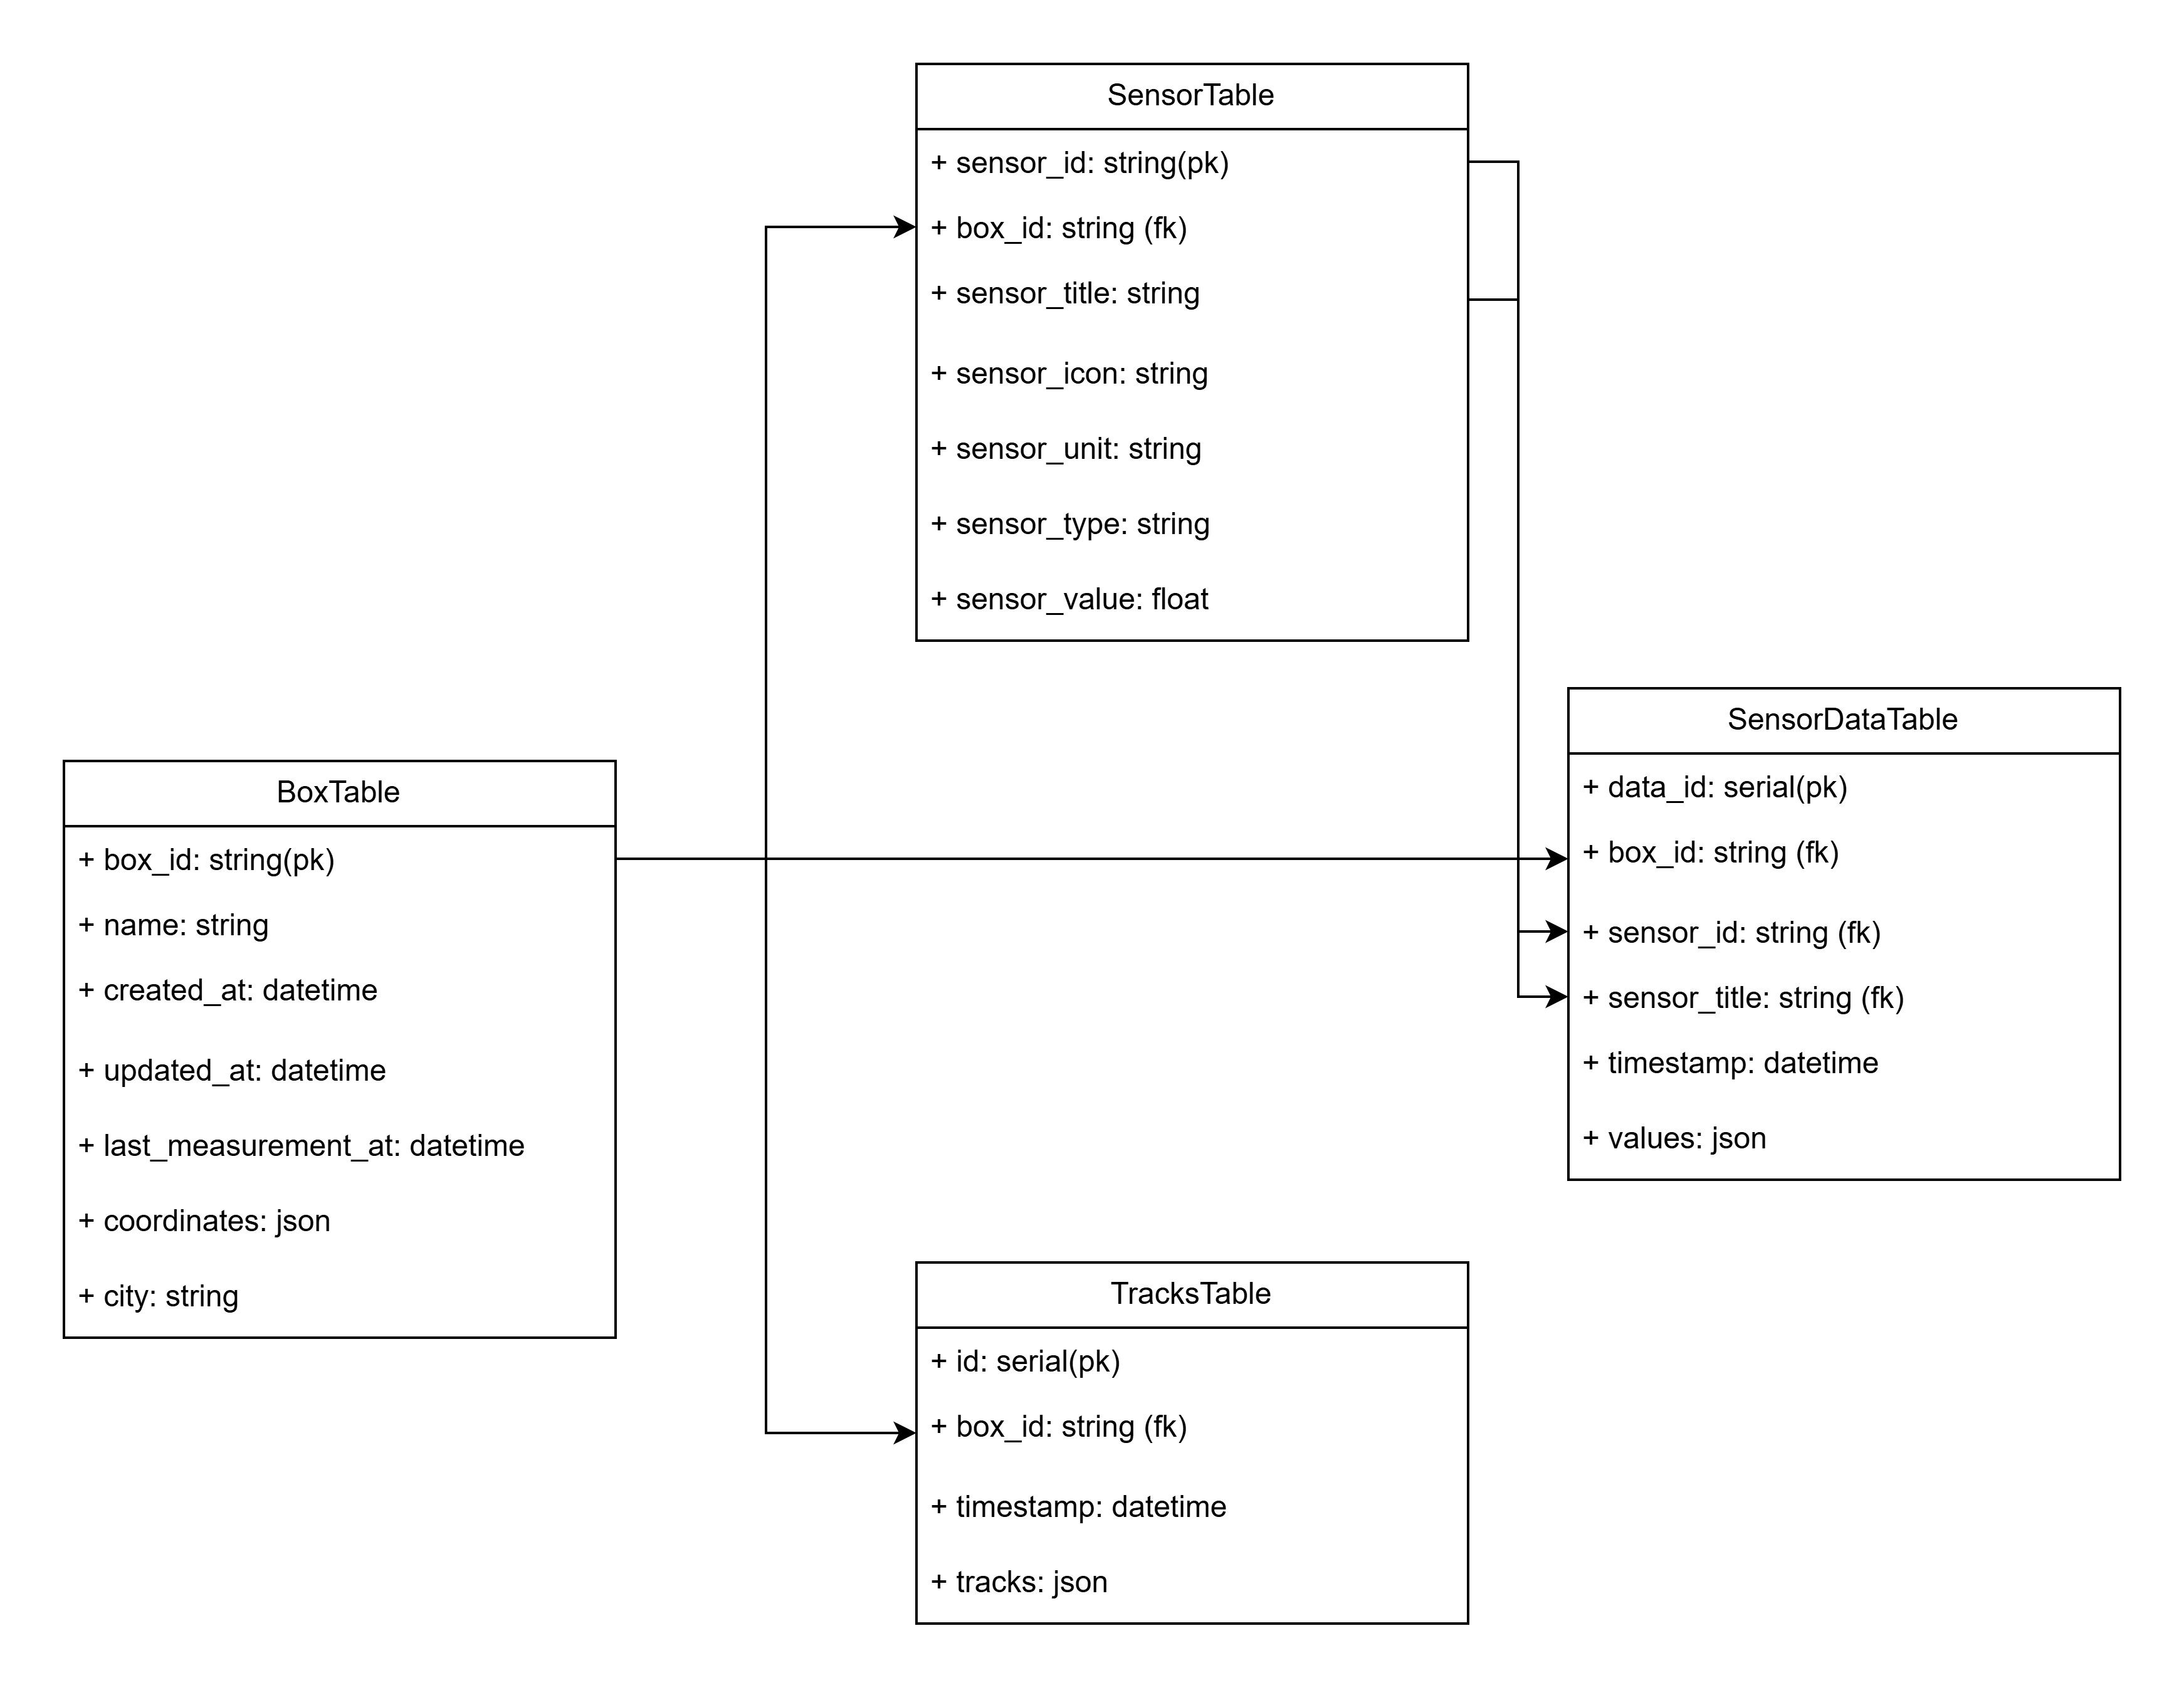 SensorTable
+ sensor_id: string(pk)
+ box_id: string (fk)
+ sensor_title: string
+ sensor_icon: string
+ sensor_unit: string
+ sensor_type: string
+ sensor_value: float
BoxTable
+ box_id: string(pk)
+ name: string
+ created_at: datetime
+ updated_at: datetime
+ last_measurement_at: datetime
+ coordinates: json
+ city: string
SensorDataTable
+ data_id: serial(pk)
+ box_id: string (fk)
+ sensor_id: string (fk)
+ sensor_title: string (fk)
+ timestamp: datetime
+ values: json
TracksTable
+ id: serial(pk)
+ box_id: string (fk)
+ timestamp: datetime
+ tracks: json